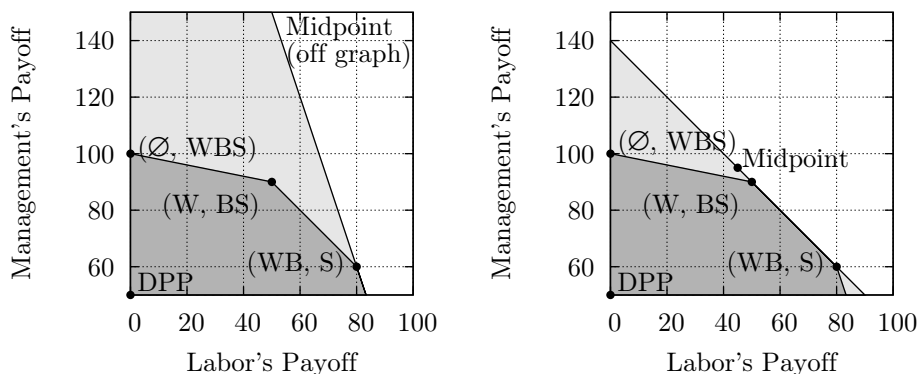 Management's Payoff
140
120
100
80
60
Midpoint
(off graph)
(∅, WBS)
(W, BS)
(WB, S)
DPP
0 20 40 60 80 100
Labor's Payoff
Management's Payoff
140
120
100
80
60
(∅, WBS)
Midpoint
(W, BS)
(WB, S)
DPP
0 20 40 60 80 100
Labor's Payoff